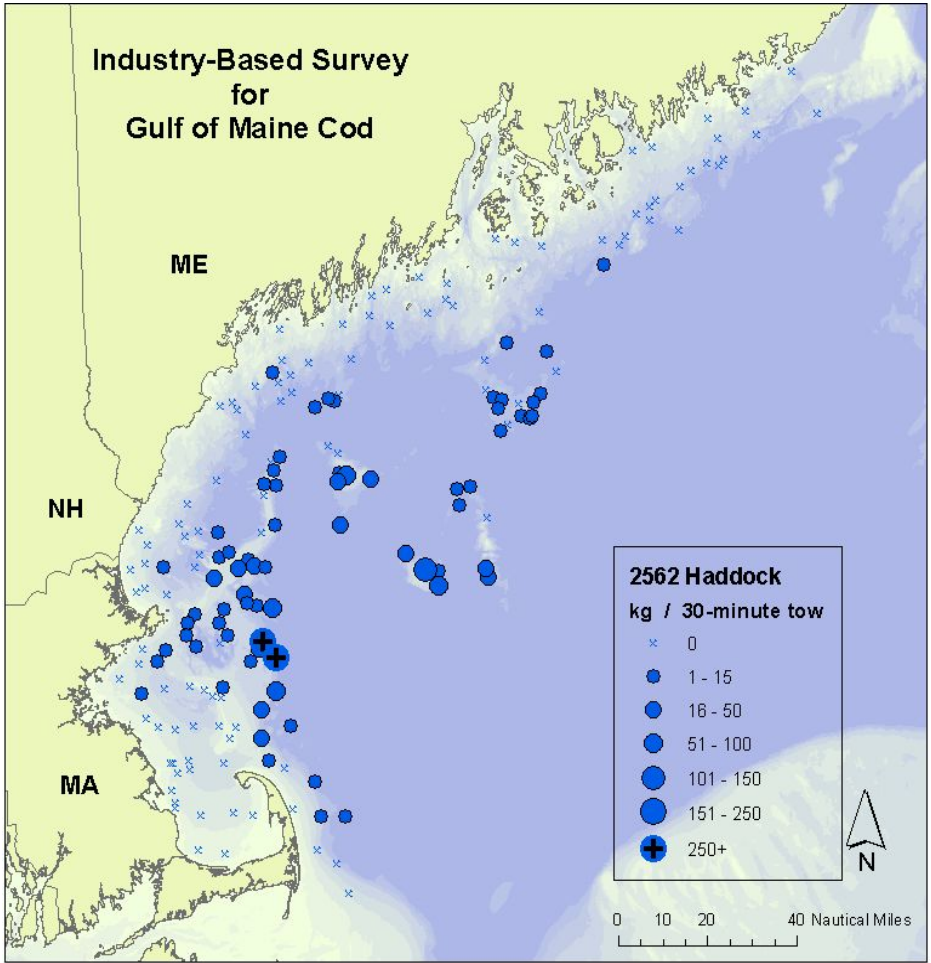 Industry-Based Survey
for
Gulf of Maine Cod
ME
NH
MA
2562 Haddock
kg / 30-minute tow
0
1 - 15
16 - 50
51 - 100
101 - 150
151 - 250
250+
N
0 10 20 40 Nautical Miles